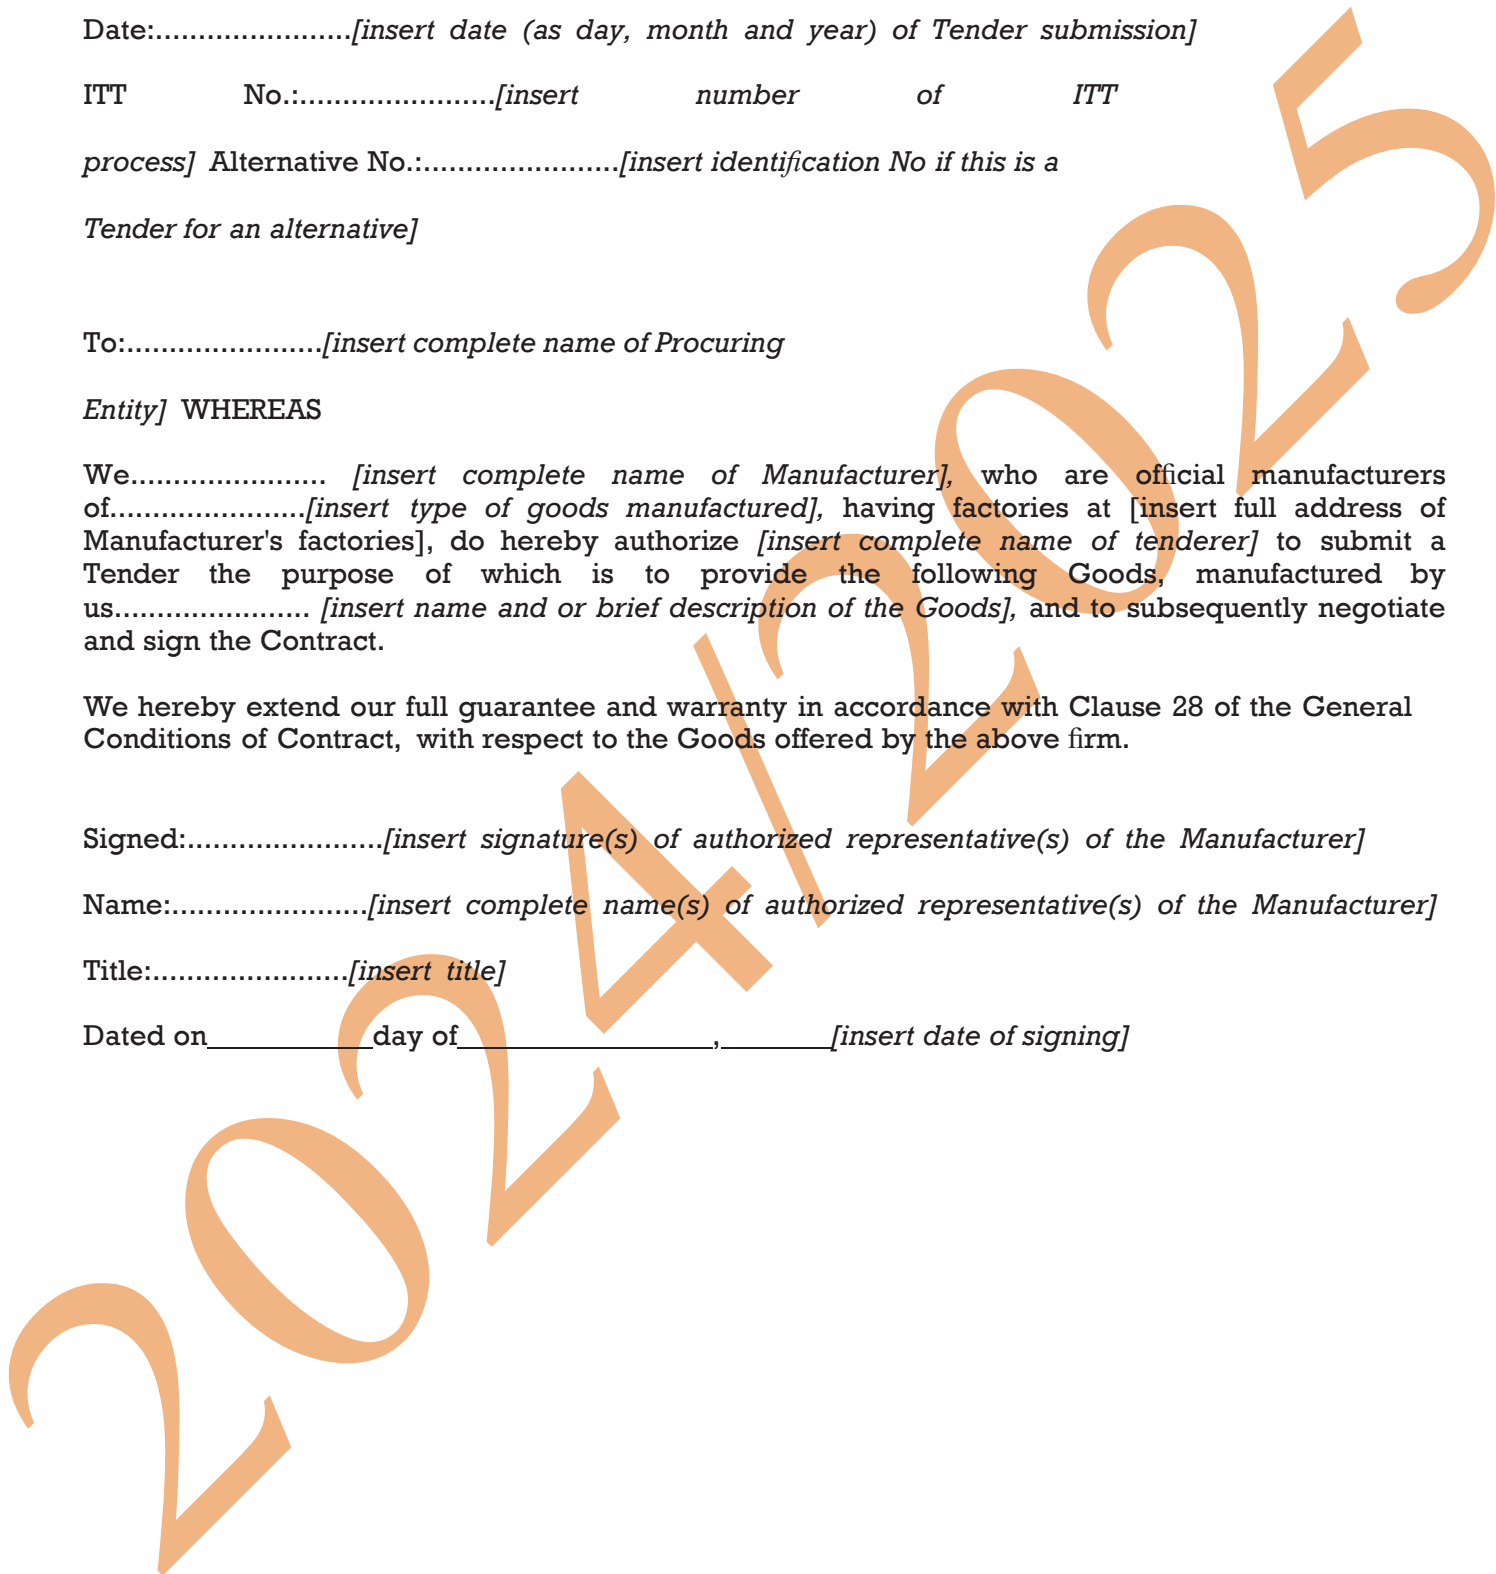 Date:.......................[insert date (as day, month and year) of Tender submission]
ITT No.:.......................[insert number of ITT
process] Alternative No.:.......................[insert identification No if this is a
Tender for an alternative]
To:.......................[insert complete name of Procuring
Entity] WHEREAS
We....................... [insert complete name of Manufacturer], who are official manufacturers
of.......................[insert type of goods manufactured], having factories at [insert full address of
Manufacturer's factories], do hereby authorize [insert complete name of tenderer] to submit a
Tender the purpose of which is to provide the following Goods, manufactured by
us....................... [insert name and or brief description of the Goods], and to subsequently negotiate
and sign the Contract.
We hereby extend our full guarantee and warranty in accordance with Clause 28 of the General
Conditions of Contract, with respect to the Goods offered by the above firm.
Signed:.......................[insert signature(s) of authorized representative(s) of the Manufacturer]
Name:.......................[insert complete name(s) of authorized representative(s) of the Manufacturer]
Title:.......................[insert title]
Dated on____________day of___________________,________[insert date of signing]
2024/2025